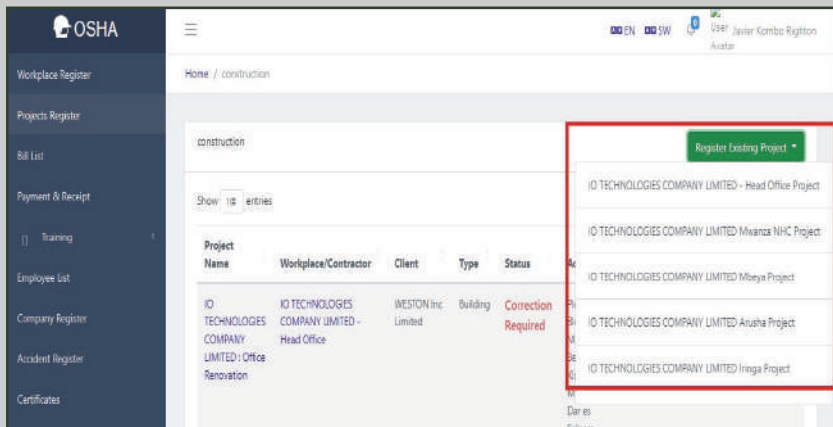 OSHA
EN SW
User Javier Kombo Righton
Avatar
Workplace Register
Home / construction
Projects Register
construction
Register Existing Project
Bill List
IO TECHNOLOGIES COMPANY LIMITED - Head Office Project
Payment & Receipt
Show entries
IO TECHNOLOGIES COMPANY LIMITED Mwanza NHC Project
Training
Project
Name Workplace/Contractor Client Type Status
IO TECHNOLOGIES COMPANY LIMITED Mbeya Project
Employee List
IO IO TECHNOLOGIES WESTON Inc Building Correction
TECHNOLOGIES COMPANY LIMITED - Limited Required
COMPANY Head Office
LIMITED : Office
Renovation
IO TECHNOLOGIES COMPANY LIMITED Arusha Project
Company Register
Accident Register
IO TECHNOLOGIES COMPANY LIMITED Iringa Project
Certificates
Dar es